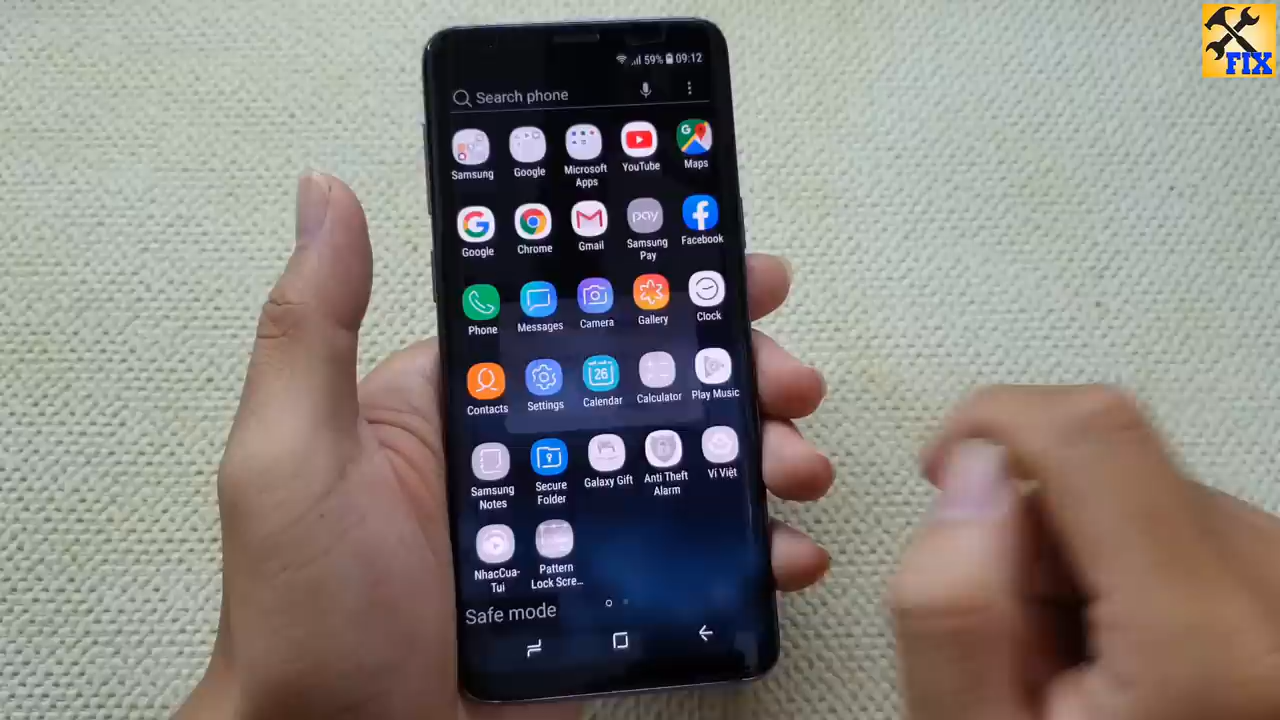 FIX
59% 09:12
Search phone
Samsung
Google
Microsoft
Apps
YouTube
Maps
Google
Chrome
Gmail
pay
Samsung
Pay
Facebook
Phone
Messages
Camera
Gallery
Clock
Contacts
Settings
26
Calendar
Calculator
Play Music
Samsung
Notes
Secure
Folder
Galaxy Gift
Anti Theft
Alarm
Ví Việt
NhacCua-
Tui
Pattern
Lock Scre...
Safe mode